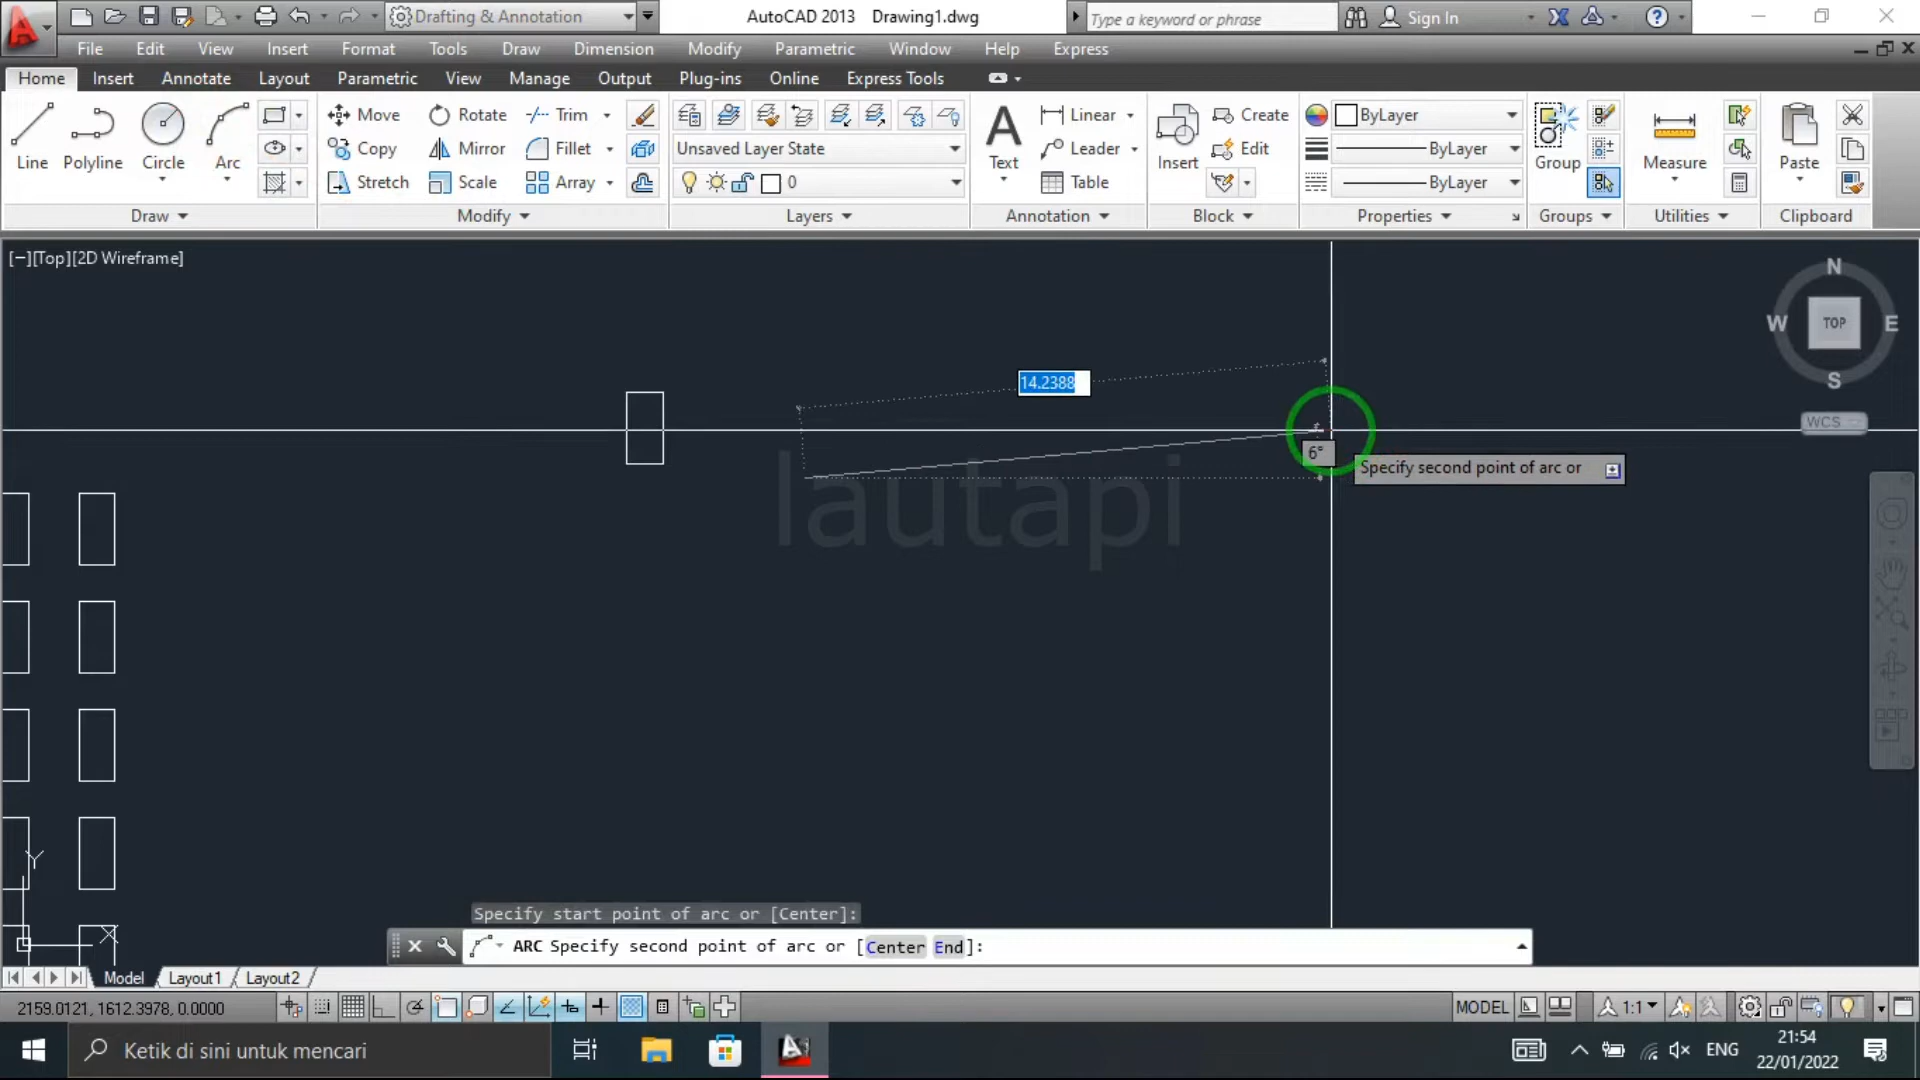 Drafting & Annotation
AutoCAD 2013 Drawing1.dwg
Type a keyword or phrase
Sign In
File Edit View Insert Format Tools Draw Dimension Modify Parametric Window Help Express
Home Insert Annotate Layout Parametric View Manage Output Plug-ins Online Express Tools
Move Rotate Trim Linear Create ByLayer
Copy Mirror Fillet Unsaved Layer State Leader Edit ByLayer
Line Polyline Circle Arc Text Insert Group Measure Paste
Stretch Scale Array 0 Table ByLayer
Draw Modify Layers Annotation Block Properties Groups Utilities Clipboard
[−][Top][2D Wireframe]
N
W TOP E
S
WCS
14.2388
6°
Specify second point of arc or
lautapi
Y
X
Specify start point of arc or [Center]:
ARC Specify second point of arc or [Center End]:
Model Layout1 Layout2
2159.0121, 1612.3978, 0.0000
MODEL
1:1
Ketik di sini untuk mencari
ENG
21:54
22/01/2022